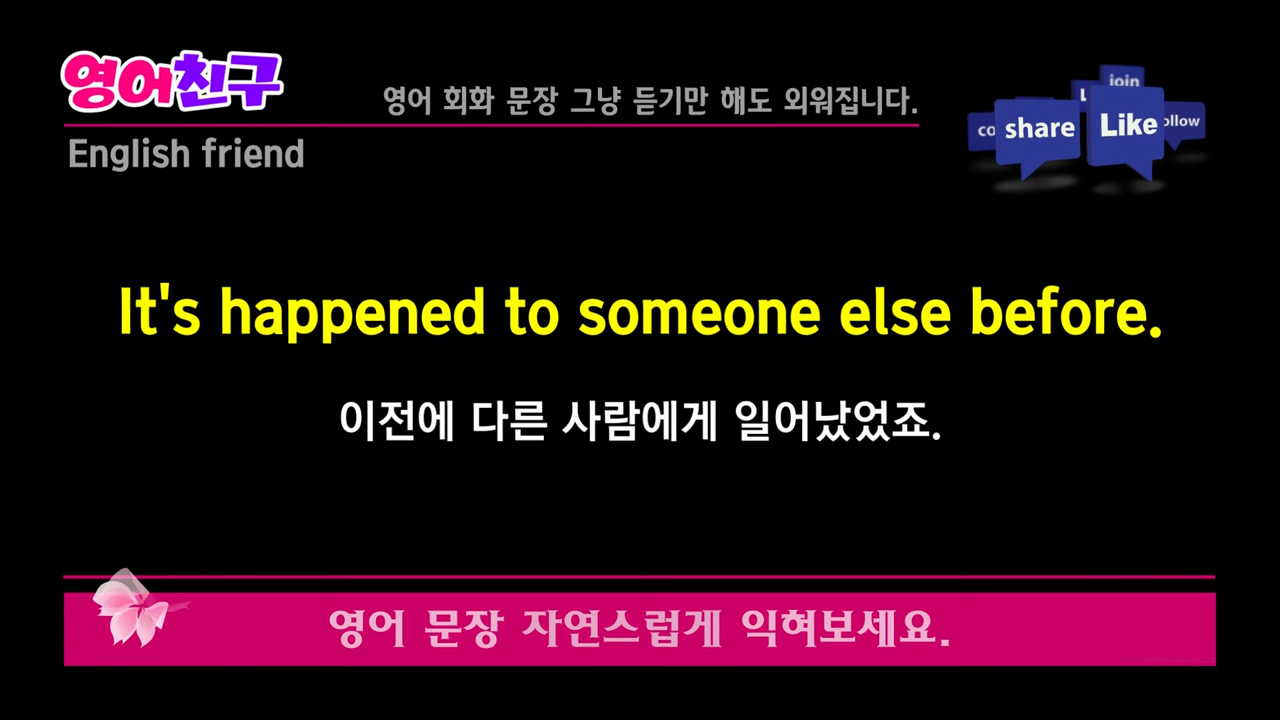 영어친구
영어 회화 문장 그냥 듣기만 해도 외워집니다.
English friend
join
share
Like
It's happened to someone else before.
이전에 다른 사람에게 일어났었죠.
영어 문장 자연스럽게 익혀보세요.